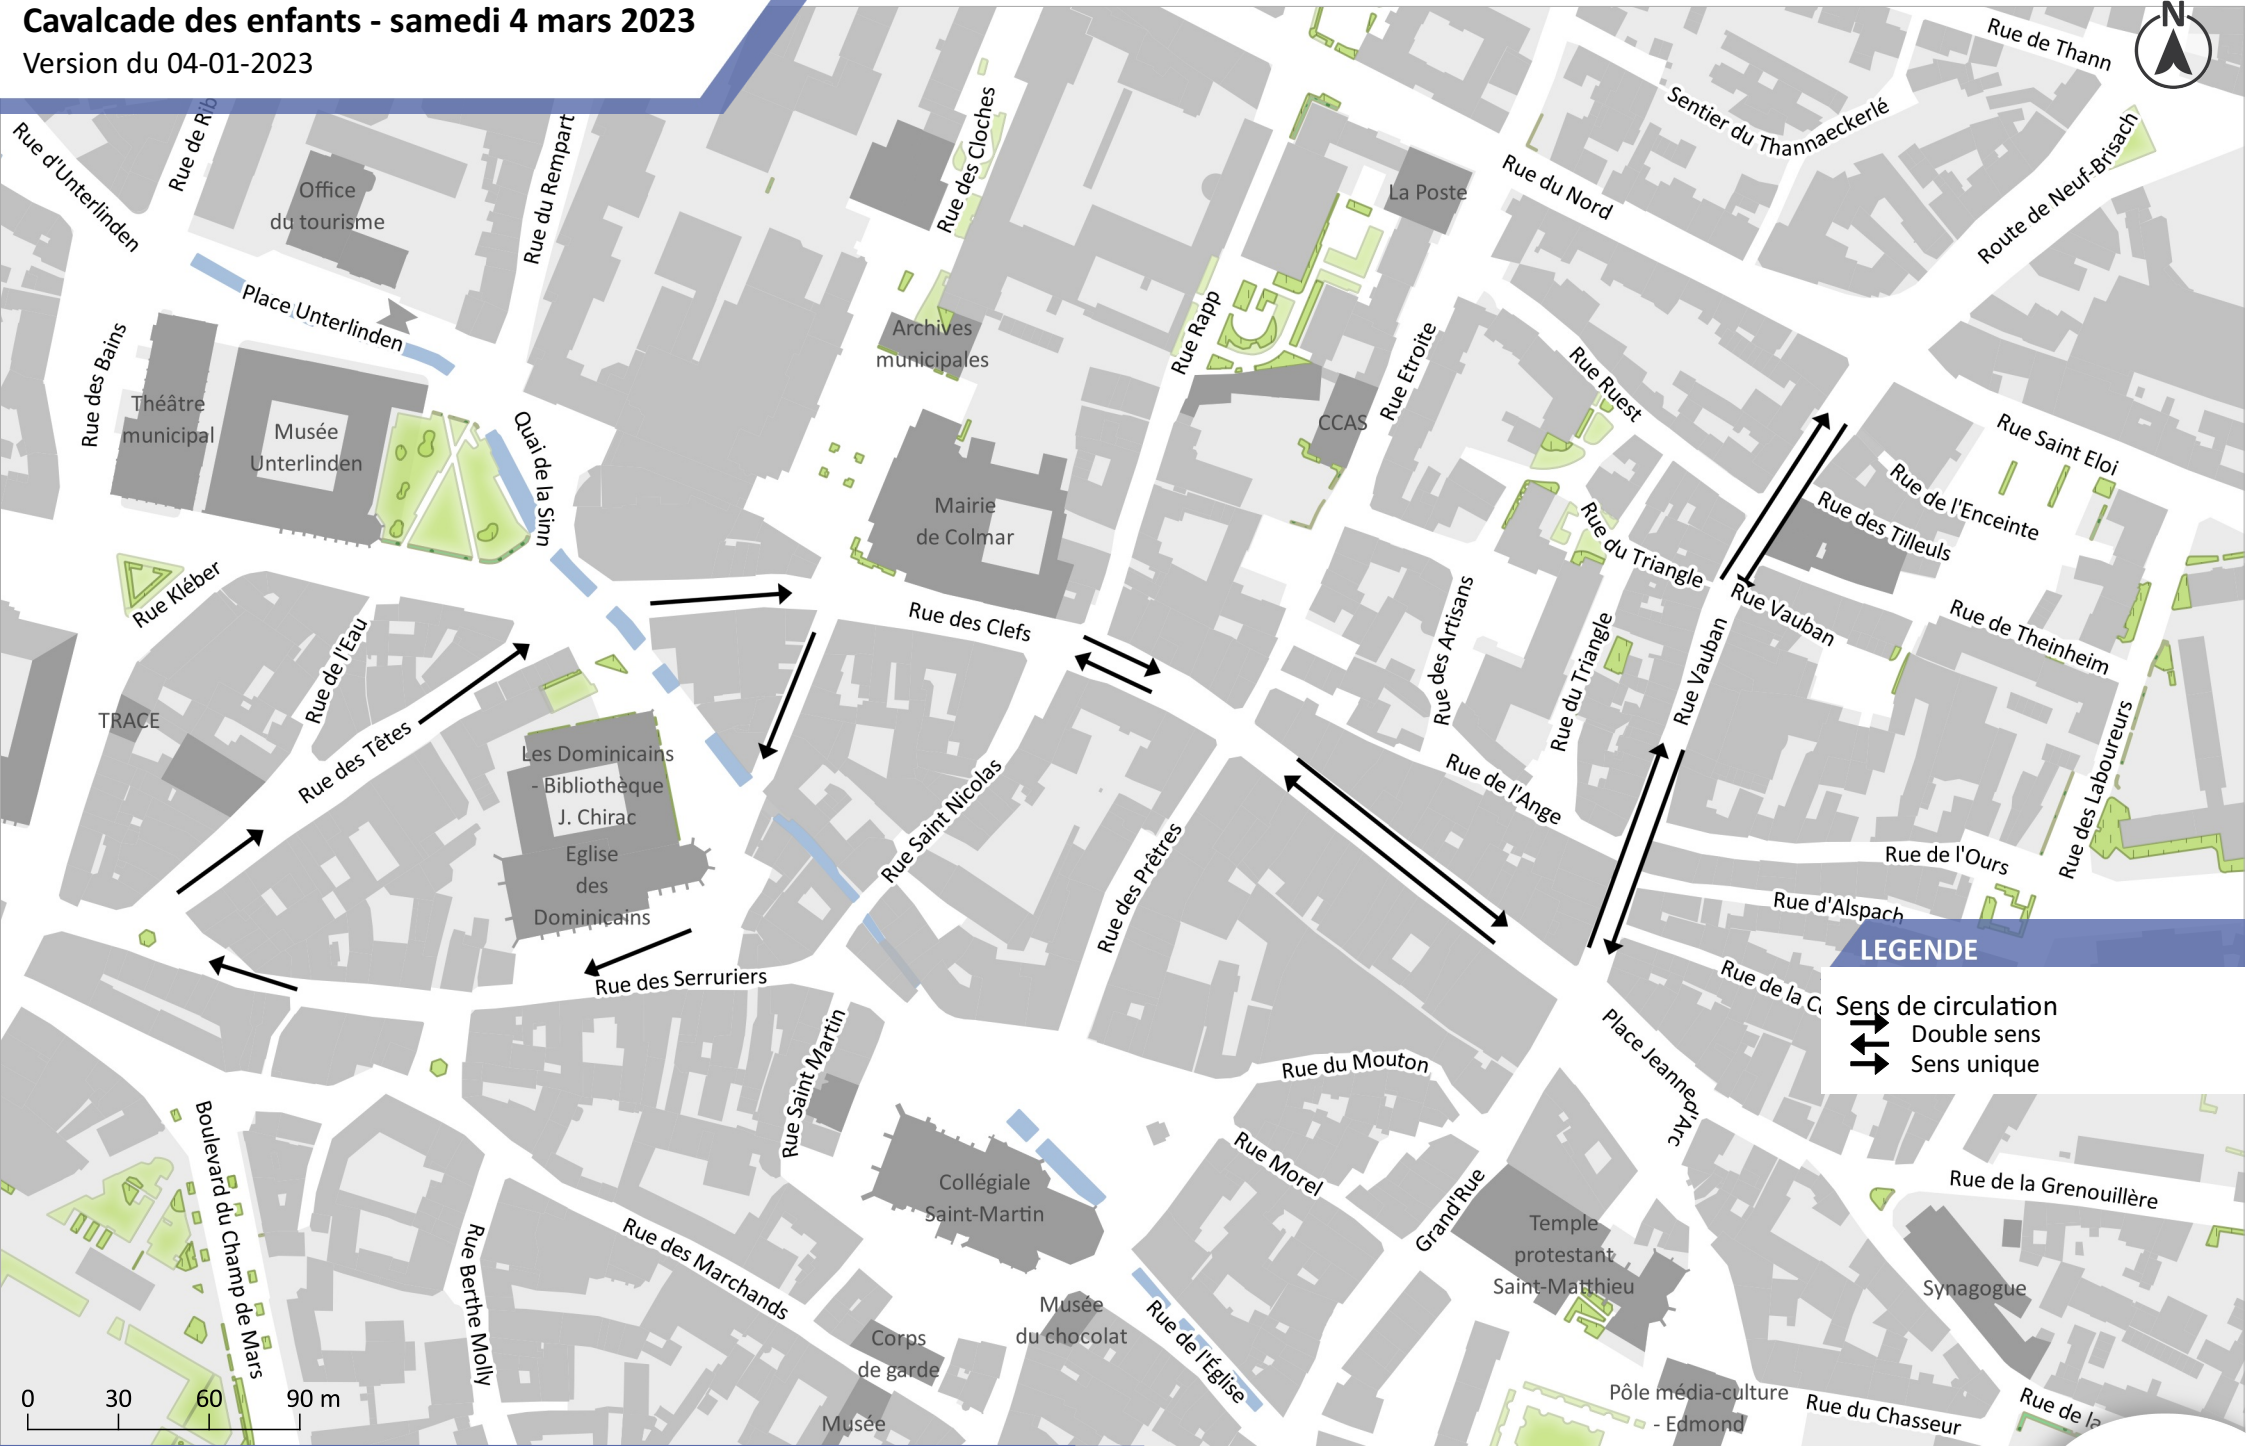 Cavalcade des enfants - samedi 4 mars 2023
Version du 04-01-2023
N
Rue de Thann
Sentier du Thannaeckerlé
Route de Neuf-Brisach
Rue d'Unterlinden
Rue de Rib
Rue du Rempart
Rue des Cloches
Office
du tourisme
La Poste
Rue du Nord
Place Unterlinden
Rue des Bains
Archives
municipales
Rue Rapp
Rue Etroite
Rue Ruest
Théâtre
municipal
Musée
Unterlinden
Quai de la Sinn
CCAS
Rue Saint Eloi
Rue de l'Enceinte
Rue des Tilleuls
Mairie
de Colmar
Rue du Triangle
Rue Vauban
Rue de Theinheim
Rue Kléber
Rue de l'Eau
Rue des Clefs
Rue des Artisans
Rue du Triangle
Rue Vauban
Rue des Laboureurs
TRACE
Rue des Têtes
Les Dominicains
- Bibliothèque
J. Chirac
Eglise
des
Dominicains
Rue Saint Nicolas
Rue des Prêtres
Rue de l'Ange
Rue de l'Ours
Rue d'Alspach
Rue des Serruriers
Rue de la C
LEGENDE
Sens de circulation
Double sens
Sens unique
Rue Saint Martin
Rue du Mouton
Place Jeanne d'Arc
Rue Morel
Grand'Rue
Boulevard du Champ de Mars
Rue Berthe Molly
Rue des Marchands
Collégiale
Saint-Martin
Rue de la Grenouillère
Temple
protestant
Saint-Matthieu
Synagogue
Musée
du chocolat
Rue de l'Église
Corps
de garde
Musée
Pôle média-culture
- Edmond
Rue du Chasseur
Rue de la
0 30 60 90 m